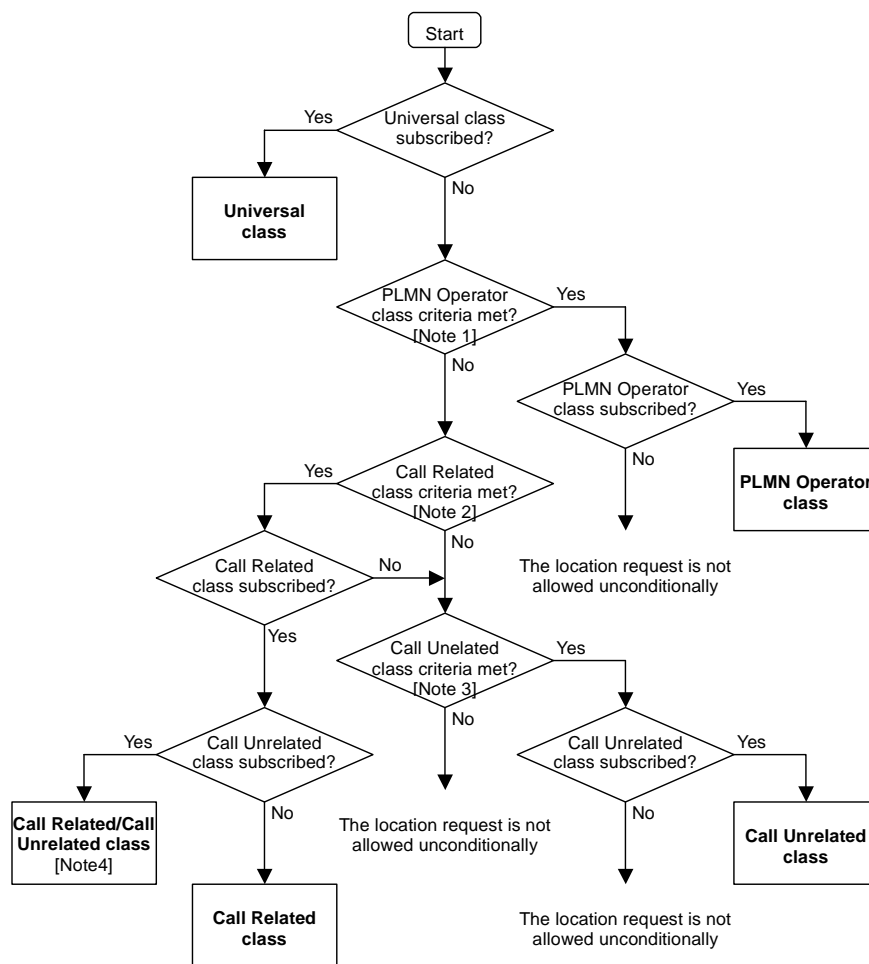 Start
Universal class
subscribed?
Yes
No
Universal
class
PLMN Operator
class criteria met?
[Note 1]
Yes
No
PLMN Operator
class subscribed?
Yes
No
PLMN Operator
class
The location request is not
allowed unconditionally
Call Related
class criteria met?
[Note 2]
Yes
No
Call Related
class subscribed?
No
Yes
Call Unelated
class criteria met?
[Note 3]
Yes
No
The location request is not
allowed unconditionally
Call Unrelated
class subscribed?
Yes
No
Call Related/Call
Unrelated class
[Note4]
Call Related
class
Call Unrelated
class subscribed?
Yes
No
Call Unrelated
class
The location request is not
allowed unconditionally